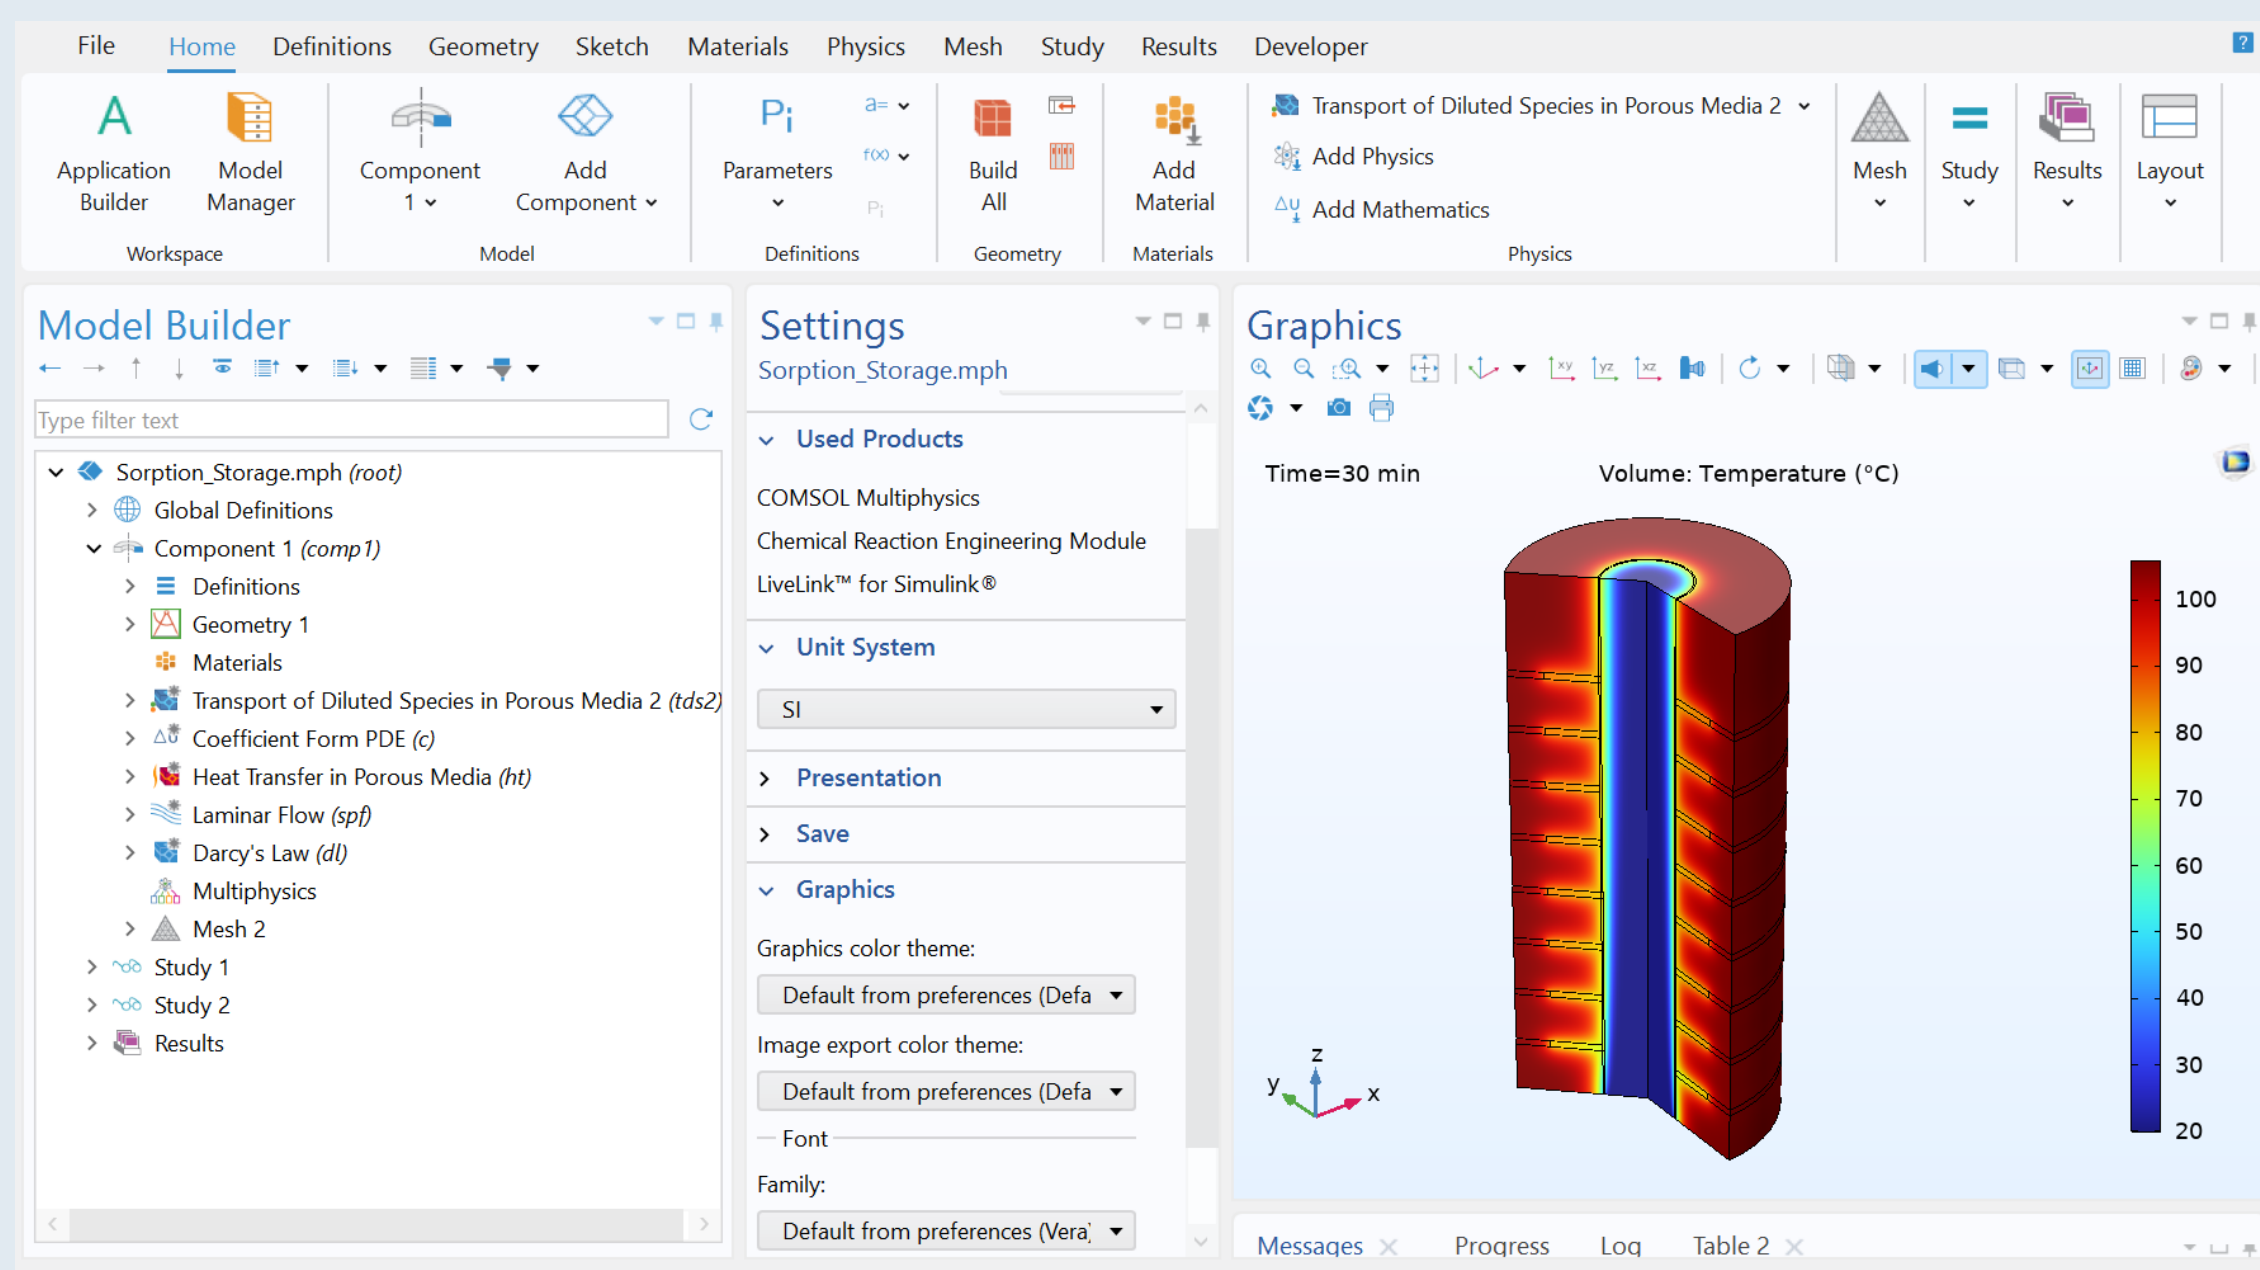 File Home Definitions Geometry Sketch Materials Physics Mesh Study Results Developer
?
A
Application Builder
Model Manager
Workspace
Component 1
Add Component
Model
Pi
Parameters
a=
f(x)
Pi
Definitions
Build All
Geometry
Add Material
Materials
Transport of Diluted Species in Porous Media 2
Add Physics
ΔU Add Mathematics
Physics
Mesh
Study
Results
Layout
Model Builder
Type filter text
Sorption_Storage.mph (root)
Global Definitions
Component 1 (comp1)
Definitions
Geometry 1
Materials
Transport of Diluted Species in Porous Media 2 (tds2)
ΔU Coefficient Form PDE (c)
Heat Transfer in Porous Media (ht)
Laminar Flow (spf)
Darcy's Law (dl)
Multiphysics
Mesh 2
Study 1
Study 2
Results
Settings
Sorption_Storage.mph
Used Products
COMSOL Multiphysics
Chemical Reaction Engineering Module
LiveLink™ for Simulink®
Unit System
SI
Presentation
Save
Graphics
Graphics color theme:
Default from preferences (Defa
Image export color theme:
Default from preferences (Defa
Font
Family:
Default from preferences (Vera)
Graphics
xy yz xz
Time=30 min
Volume: Temperature (°C)
100
90
80
70
60
50
40
30
20
z
y
x
Messages Progress Log Table 2